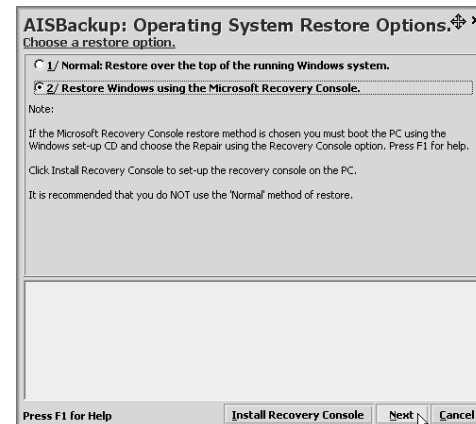 AISBackup: Operating System Restore Options.
Choose a restore option.
1/ Normal: Restore over the top of the running Windows system.
2/ Restore Windows using the Microsoft Recovery Console.
Note:
If the Microsoft Recovery Console restore method is chosen you must boot the PC using the
Windows set-up CD and choose the Repair using the Recovery Console option. Press F1 for help.
Click Install Recovery Console to set-up the recovery console on the PC.
It is recommended that you do NOT use the 'Normal' method of restore.
Press F1 for Help
Install Recovery Console
Next
Cancel